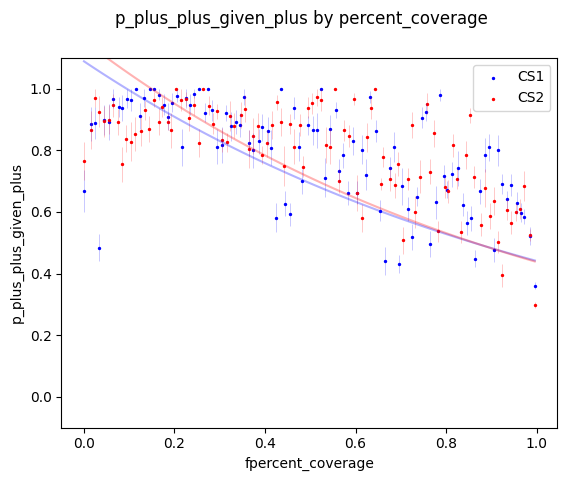 p_plus_plus_given_plus by percent_coverage
CS1
CS2
p_plus_plus_given_plus
1.0
0.8
0.6
0.4
0.2
0.0
0.0 0.2 0.4 0.6 0.8 1.0
fpercent_coverage